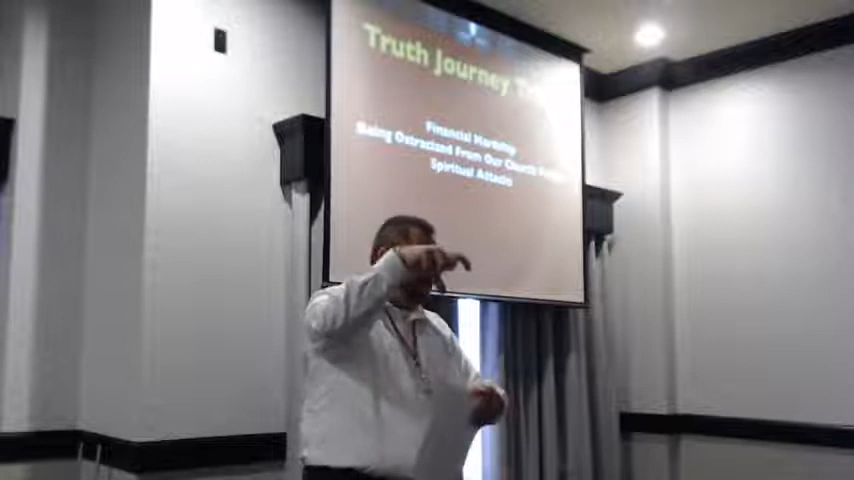 Truth Journey
Financial Hardship
Being Ostracized From Our Church
Spiritual Attacks